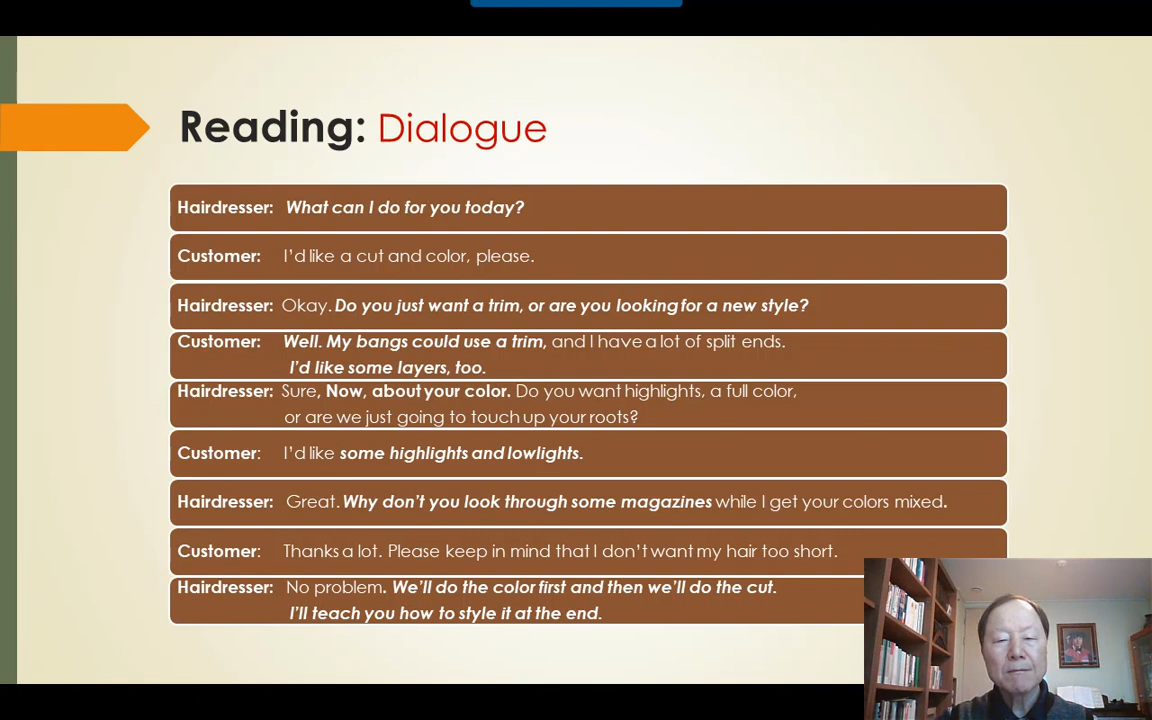 Reading: Dialogue
Hairdresser: What can I do for you today?
Customer: I'd like a cut and color, please.
Hairdresser: Okay. Do you just want a trim, or are you looking for a new style?
Customer: Well. My bangs could use a trim, and I have a lot of split ends.
I'd like some layers, too.
Hairdresser: Sure, Now, about your color. Do you want highlights, a full color,
or are we just going to touch up your roots?
Customer: I'd like some highlights and lowlights.
Hairdresser: Great. Why don't you look through some magazines while I get your colors mixed.
Customer: Thanks a lot. Please keep in mind that I don't want my hair too short.
Hairdresser: No problem. We'll do the color first and then we'll do the cut.
I'll teach you how to style it at the end.